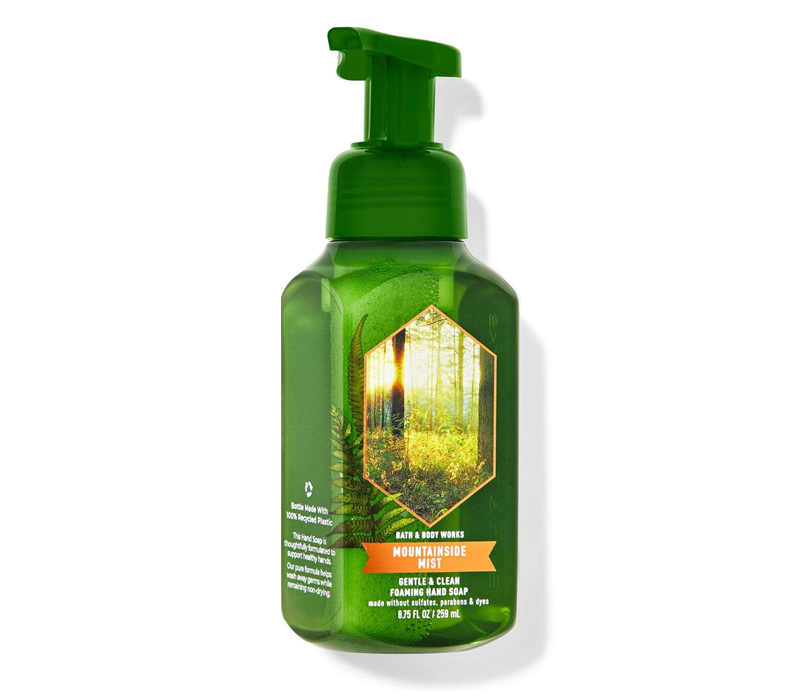 Bottle Made With
100% Recycled Plastic
This Hand Soap is
thoughtfully formulated to
support healthy hands.
Our pure formula helps
wash away germs while
remaining non-drying.
BATH & BODY WORKS
MOUNTAINSIDE
MIST
GENTLE & CLEAN
FOAMING HAND SOAP
made without sulfates, parabens & dyes
8.75 FL OZ / 259 mL